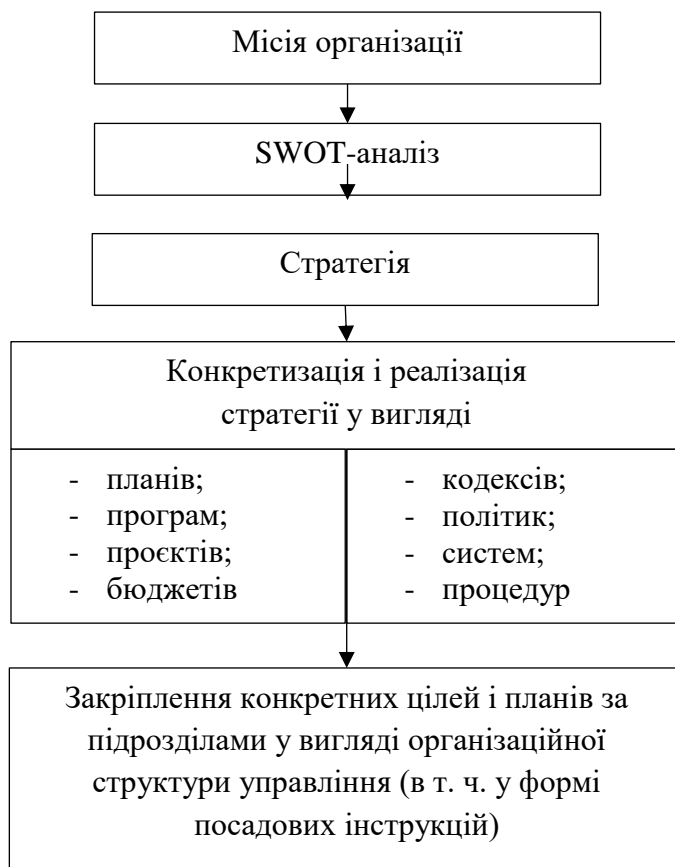 Місія організації
SWOT-аналіз
Стратегія
Конкретизація і реалізація
стратегії у вигляді
- планів;
- програм;
- проєктів;
- бюджетів
- кодексів;
- політик;
- систем;
- процедур
Закріплення конкретних цілей і планів за
підрозділами у вигляді організаційної
структури управління (в т. ч. у формі
посадових інструкцій)